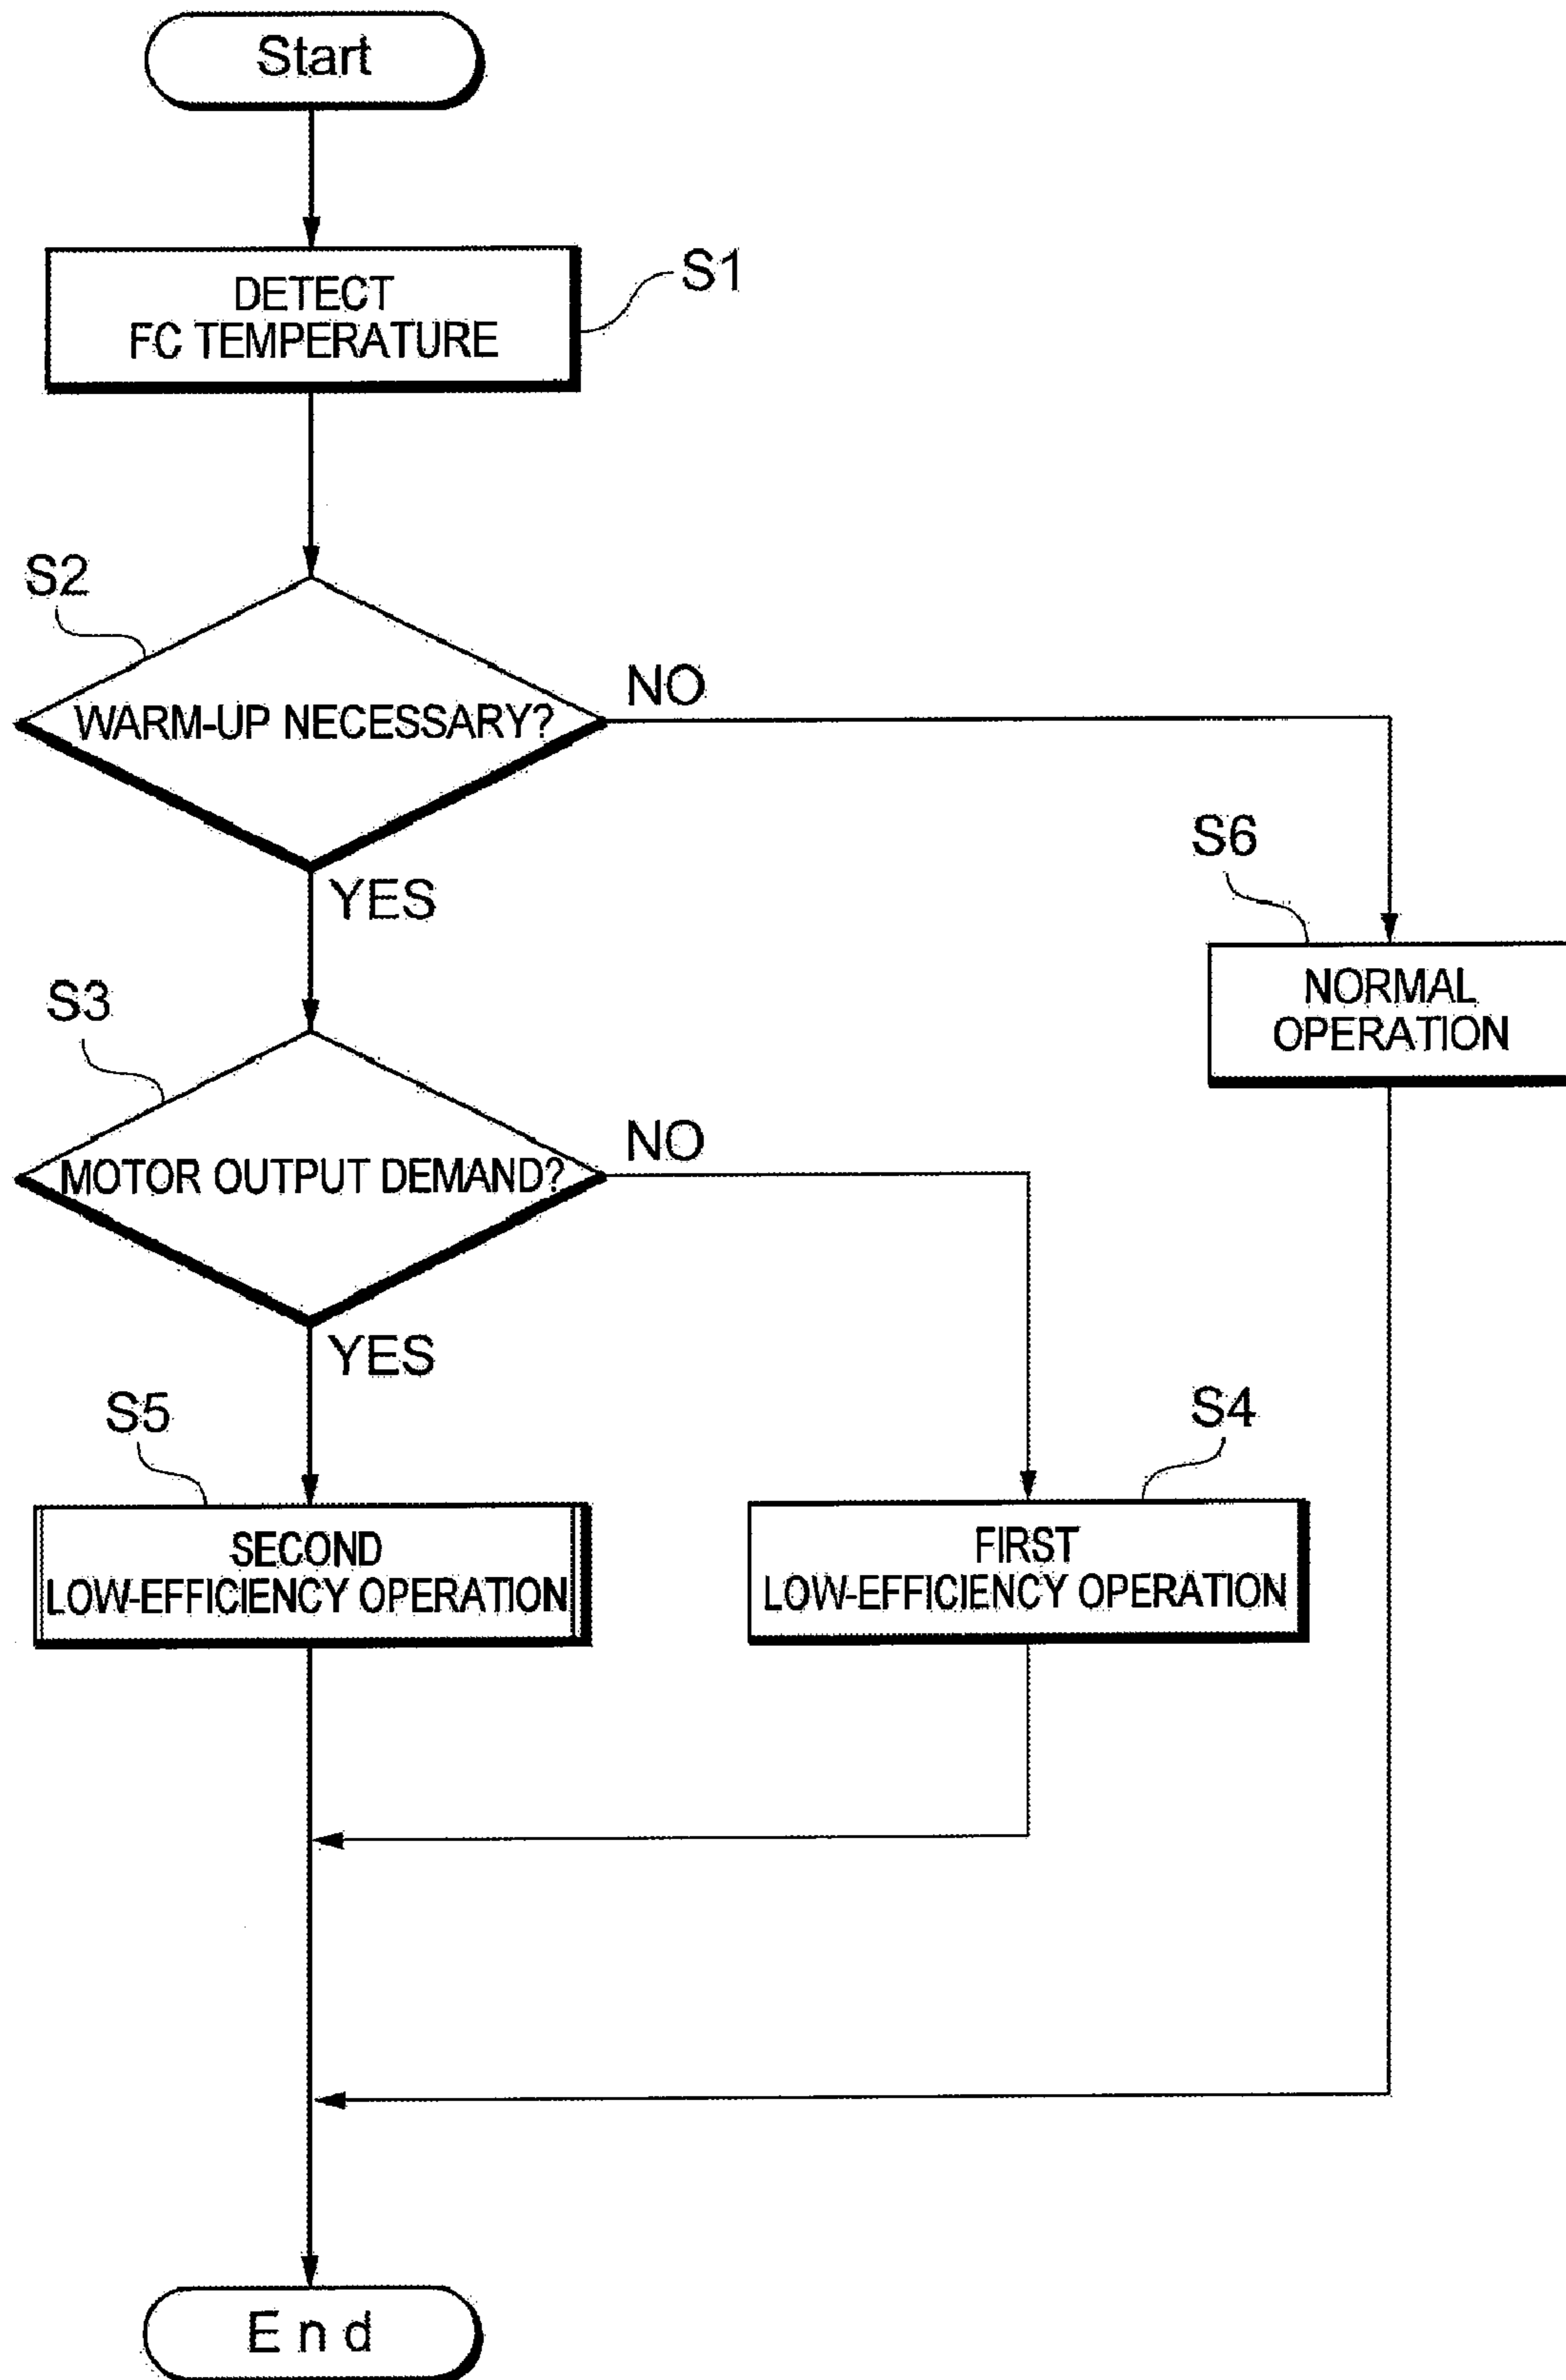 Start
DETECT
FC TEMPERATURE
S1
S2
WARM-UP NECESSARY?
NO
YES
S6
NORMAL
OPERATION
S3
MOTOR OUTPUT DEMAND?
NO
YES
S5
SECOND
LOW-EFFICIENCY OPERATION
S4
FIRST
LOW-EFFICIENCY OPERATION
End